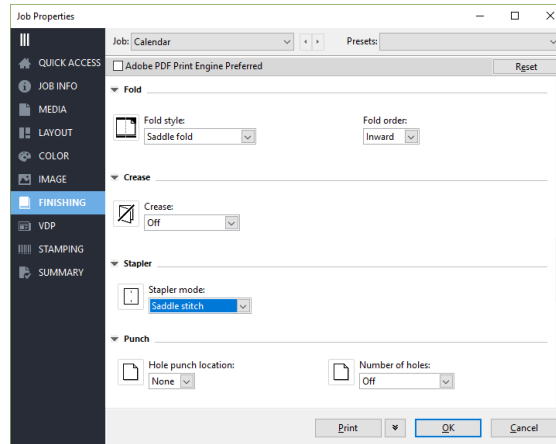 Job Properties
Job: Calendar Presets:
QUICK ACCESS
Adobe PDF Print Engine Preferred Reset
JOB INFO
Fold
MEDIA
Fold style: Fold order:
LAYOUT
Saddle fold Inward
COLOR
IMAGE
Crease
FINISHING
Crease:
VDP
Off
STAMPING
Stapler
SUMMARY
Stapler mode:
Saddle stitch
Punch
Hole punch location: Number of holes:
None Off
Print OK Cancel